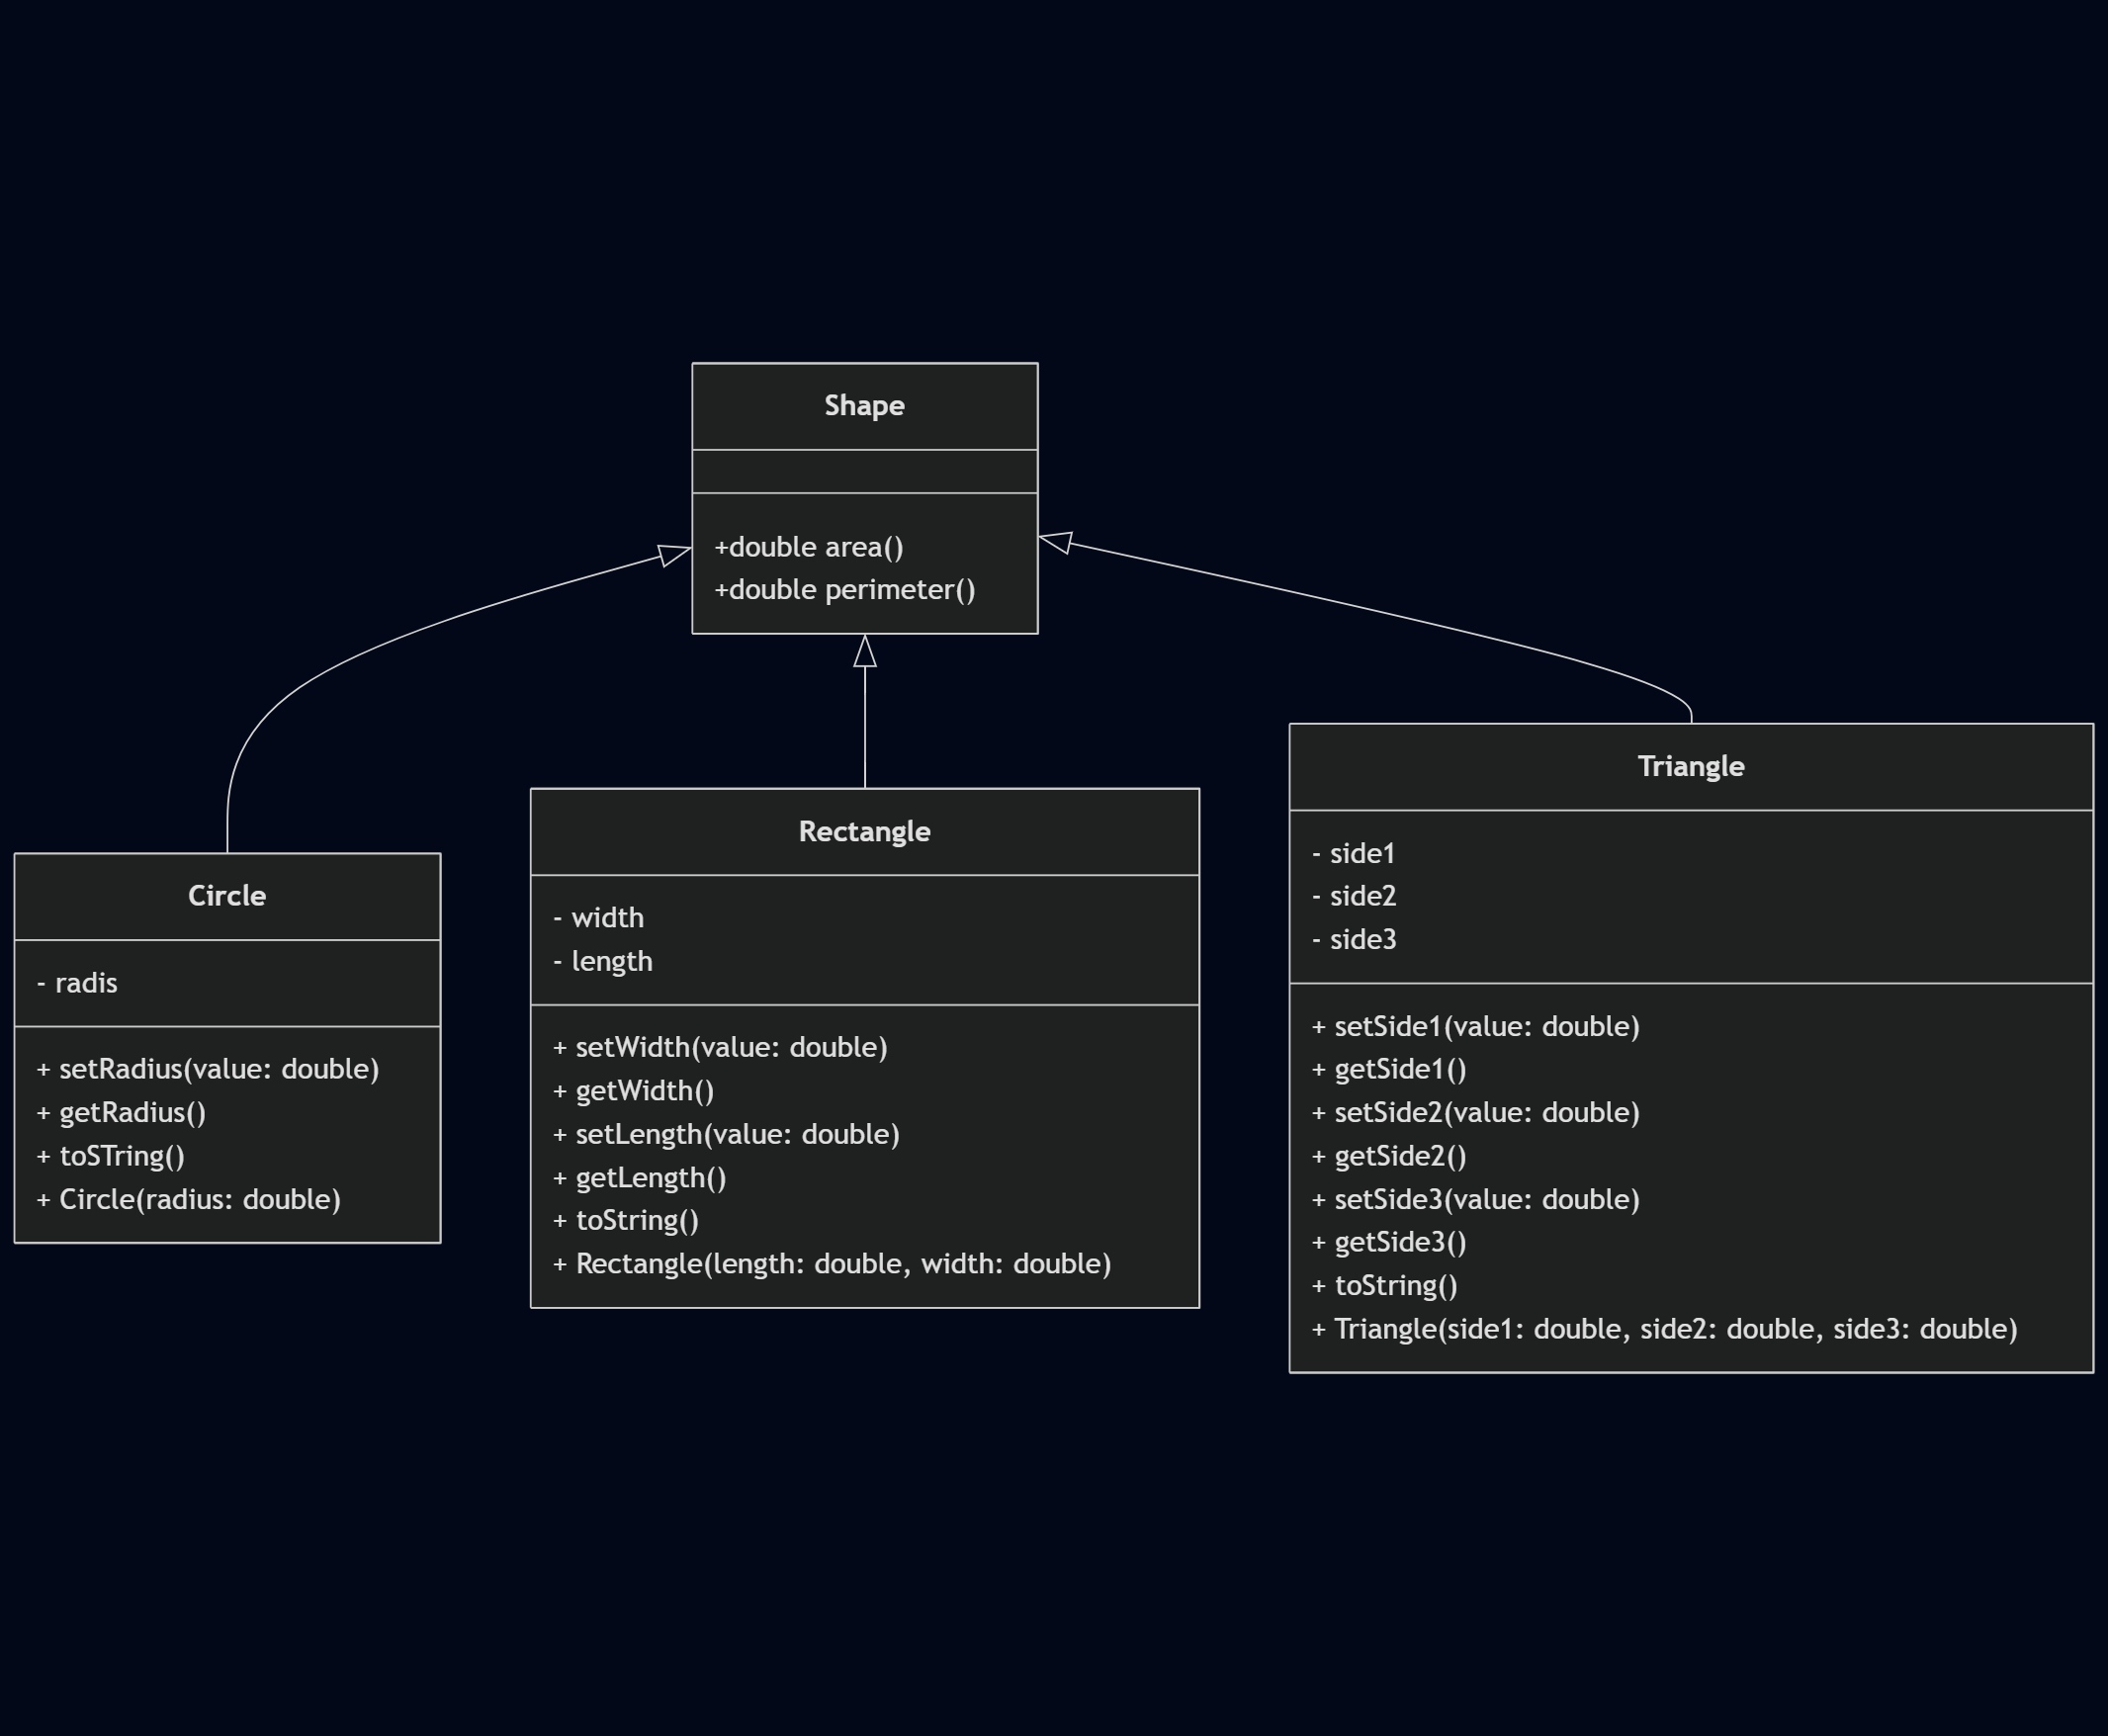 Shape
+double area()
+double perimeter()
Circle
- radis
+ setRadius(value: double)
+ getRadius()
+ toSTring()
+ Circle(radius: double)
Rectangle
- width
- length
+ setWidth(value: double)
+ getWidth()
+ setLength(value: double)
+ getLength()
+ toString()
+ Rectangle(length: double, width: double)
Triangle
- side1
- side2
- side3
+ setSide1(value: double)
+ getSide1()
+ setSide2(value: double)
+ getSide2()
+ setSide3(value: double)
+ getSide3()
+ toString()
+ Triangle(side1: double, side2: double, side3: double)